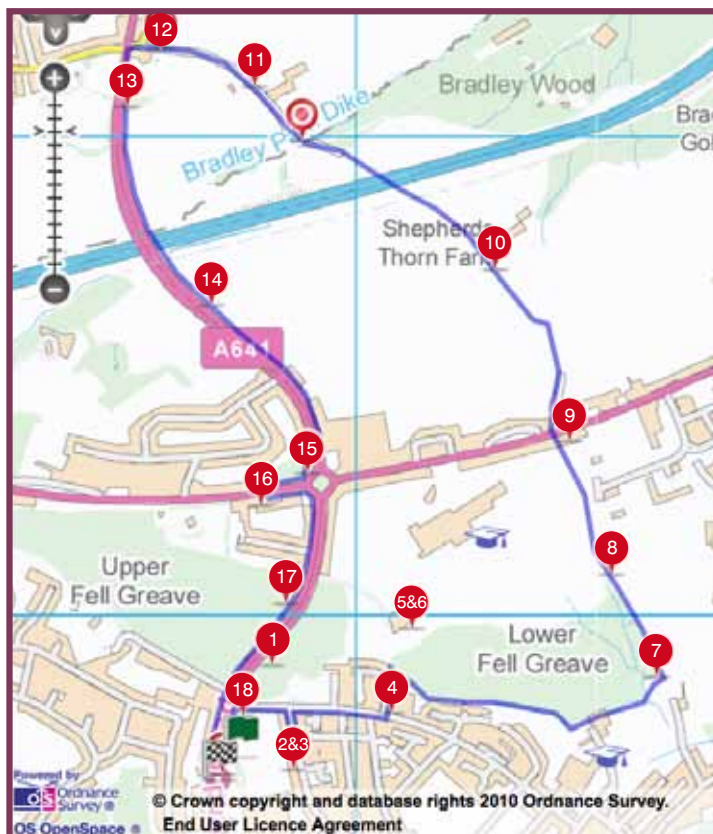 12
11
13
Bradley Wood
Bradley P Dike
Bra
Gol
Shepherds
Thorn Farm
10
14
A641
9
15
16
8
Upper
Fell Greave
17
5&6
Lower
Fell Greave
1
7
18
4
2&3
Powered by
OS Ordnance
Survey ®
© Crown copyright and database rights 2010 Ordnance Survey.
OS OpenSpace ®
End User Licence Agreement